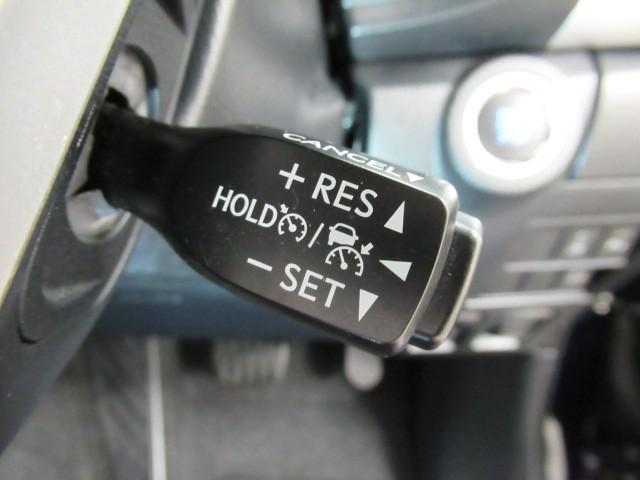 CANCEL▼
+ RES ▲
HOLD / ◀
− SET ▼